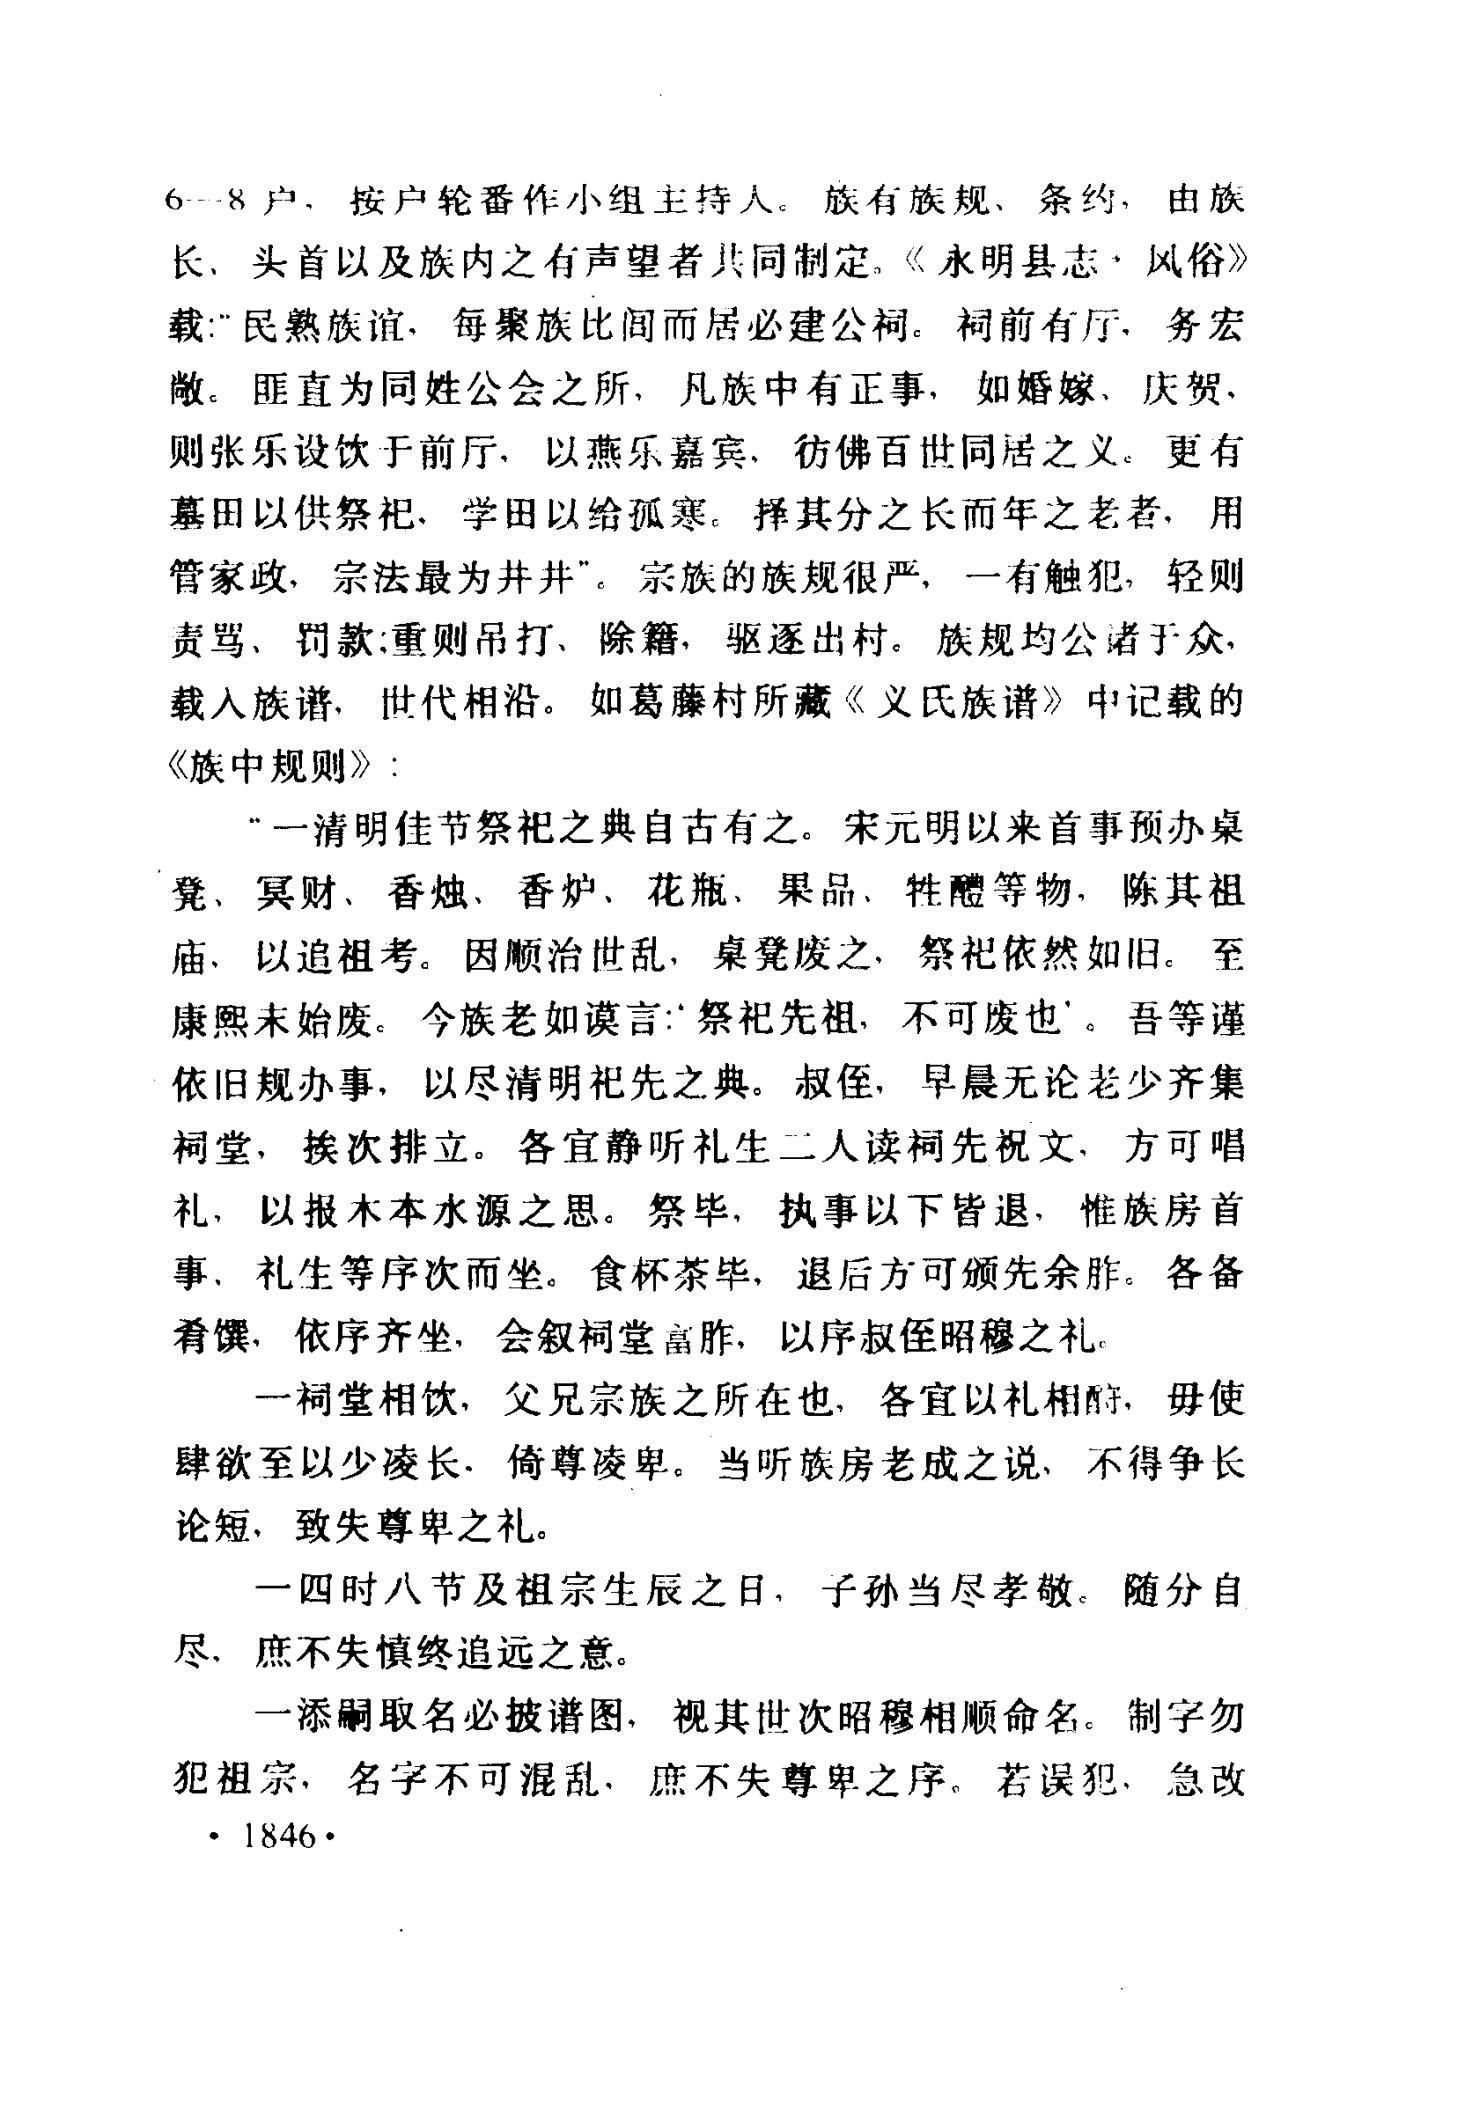 6—8户，按户轮番作小组主持人。族有族规、条约，由族
长、头首以及族内之有声望者共同制定。《永明县志·风俗》
载:"民熟族谊，每聚族比闾而居必建公祠。祠前有厅，务宏
敞。匪直为同姓公会之所，凡族中有正事，如婚嫁、庆贺，
则张乐设饮于前厅，以燕乐嘉宾，彷佛百世同居之义。更有
墓田以供祭祀，学田以给孤寒。择其分之长而年之老者，用
管家政，宗法最为井井"。宗族的族规很严，一有触犯，轻则
责骂、罚款;重则吊打、除籍，驱逐出村。族规均公诸于众，
载入族谱，世代相沿。如葛藤村所藏《义氏族谱》中记载的
《族中规则》:
"一清明佳节祭祀之典自古有之。宋元明以来首事预办桌
凳、冥财、香烛、香炉、花瓶、果品、牲醴等物，陈其祖
庙，以追祖考。因顺治世乱，桌凳废之，祭祀依然如旧。至
康熙末始废。今族老如谟言:'祭祀先祖，不可废也'。吾等谨
依旧规办事，以尽清明祀先之典。叔侄，早晨无论老少齐集
祠堂，挨次排立。各宜静听礼生二人读祠先祝文，方可唱
礼，以报木本水源之思。祭毕，执事以下皆退，惟族房首
事、礼生等序次而坐。食杯茶毕，退后方可颁先余胙。各备
肴馔，依序齐坐，会叙祠堂富胙，以序叔侄昭穆之礼。
一祠堂相饮，父兄宗族之所在也，各宜以礼相酧，毋使
肆欲至以少凌长，倚尊凌卑。当听族房老成之说，不得争长
论短，致失尊卑之礼。
一四时八节及祖宗生辰之日，子孙当尽孝敬。随分自
尽，庶不失慎终追远之意。
一添嗣取名必披谱图，视其世次昭穆相顺命名。制字勿
犯祖宗，名字不可混乱，庶不失尊卑之序。若误犯，急改
·1846·